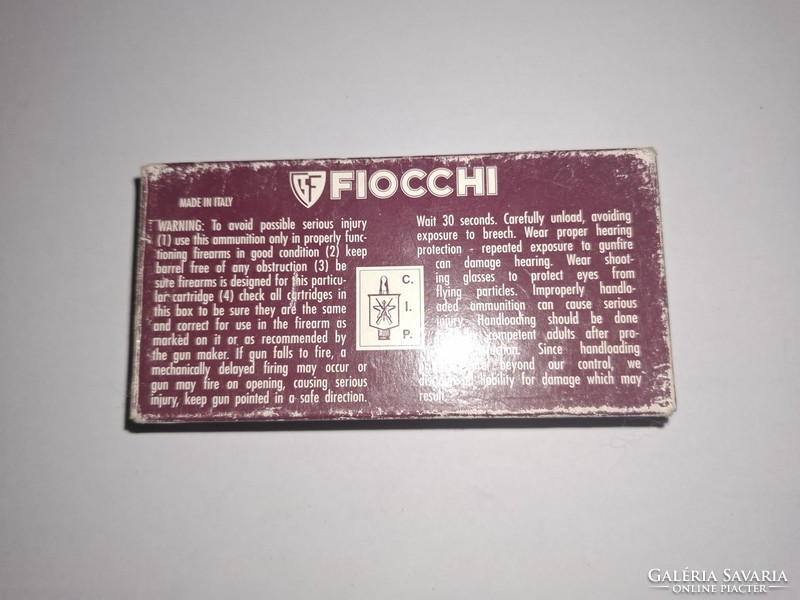 GF FIOCCHI
MADE IN ITALY
WARNING: To avoid possible serious injury
(1) use this ammunition only in properly func-
tioning firearms in good condition (2) keep
barrel free of any obstruction (3) be
sure firearms is designed for this particu-
lar cartridge (4) check all cartridges in
this box to be sure they are the same
and correct for use in the firearm as
marked on it or as recommended by
the gun maker. If gun falls to fire, a
mechanically delayed firing may occur or
gun may fire on opening, causing serious
injury, keep gun pointed in a safe direction.
C.
I.
P.
Wait 30 seconds. Carefully unload, avoiding
exposure to breech. Wear proper hearing
protection - repeated exposure to gunfire
can damage hearing. Wear shoot-
ing glasses to protect eyes from
flying particles. Improperly handloa-
ded ammunition can cause serious
injury. Handloading should be done
competent adults after pro-
Since handloading
beyond our control, we
liability for damage which may
result
GALÉRIA SAVARIA
ONLINE PIACTÉR